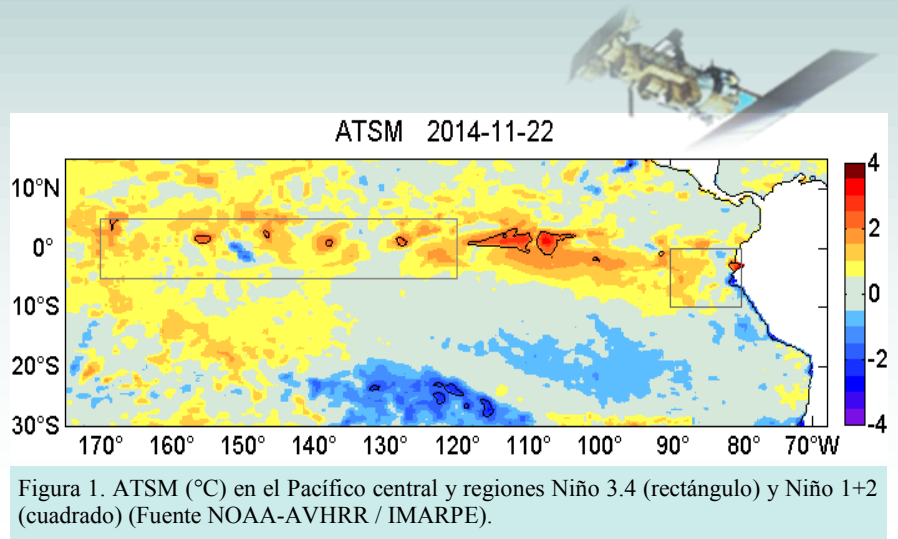 ATSM 2014-11-22
10°N
0°
10°S
20°S
30°S
170° 160° 150° 140° 130° 120° 110° 100° 90° 80° 70°W
4
2
0
-2
-4
Figura 1. ATSM (°C) en el Pacífico central y regiones Niño 3.4 (rectángulo) y Niño 1+2
(cuadrado) (Fuente NOAA-AVHRR / IMARPE).